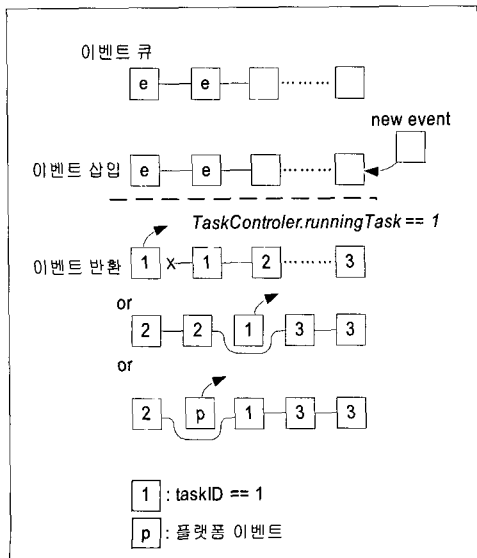 이벤트 큐
e e
new event
이벤트 삽입 e e
TaskControler.runningTask == 1
이벤트 반환 1 x 1 2 3
or
2 2 1 3 3
or
2 p 1 3 3
1 : taskID == 1
p : 플랫폼 이벤트